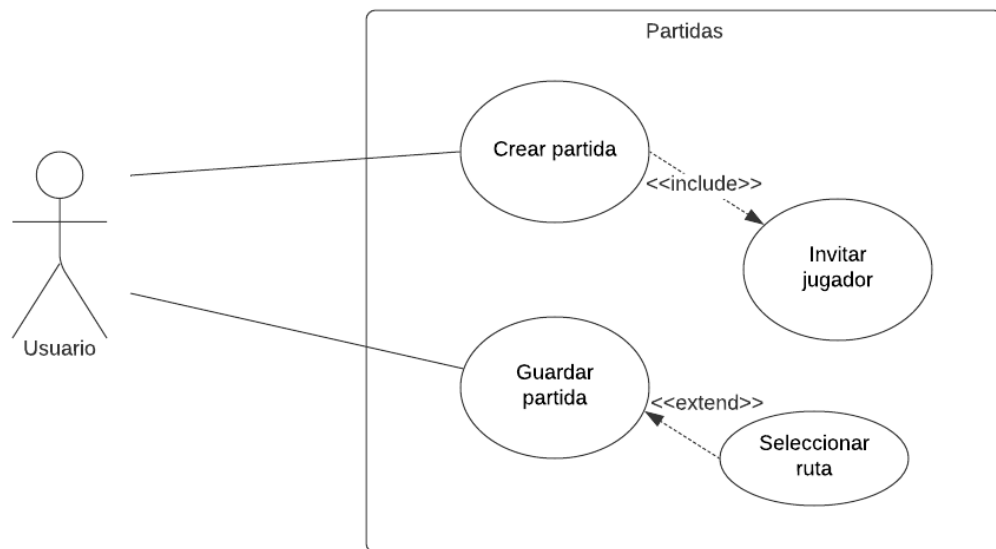 Partidas
Crear partida
<<include>>
Invitar
jugador
Usuario
Guardar
partida
<<extend>>
Seleccionar
ruta